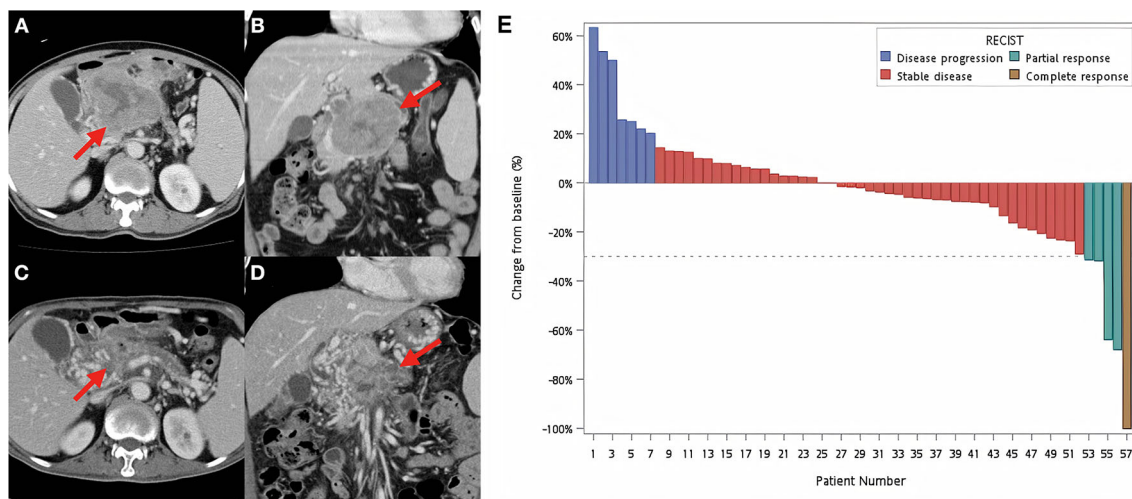 A
B
C
D
E
RECIST
Disease progression
Partial response
Stable disease
Complete response
Change from baseline (%)
60%
40%
20%
0%
-20%
-40%
-60%
-80%
-100%
1 3 5 7 9 11 13 15 17 19 23 25 27 29 31 33 35 37 39 41 43 45 47 49 51 53 55 57
Patient Number